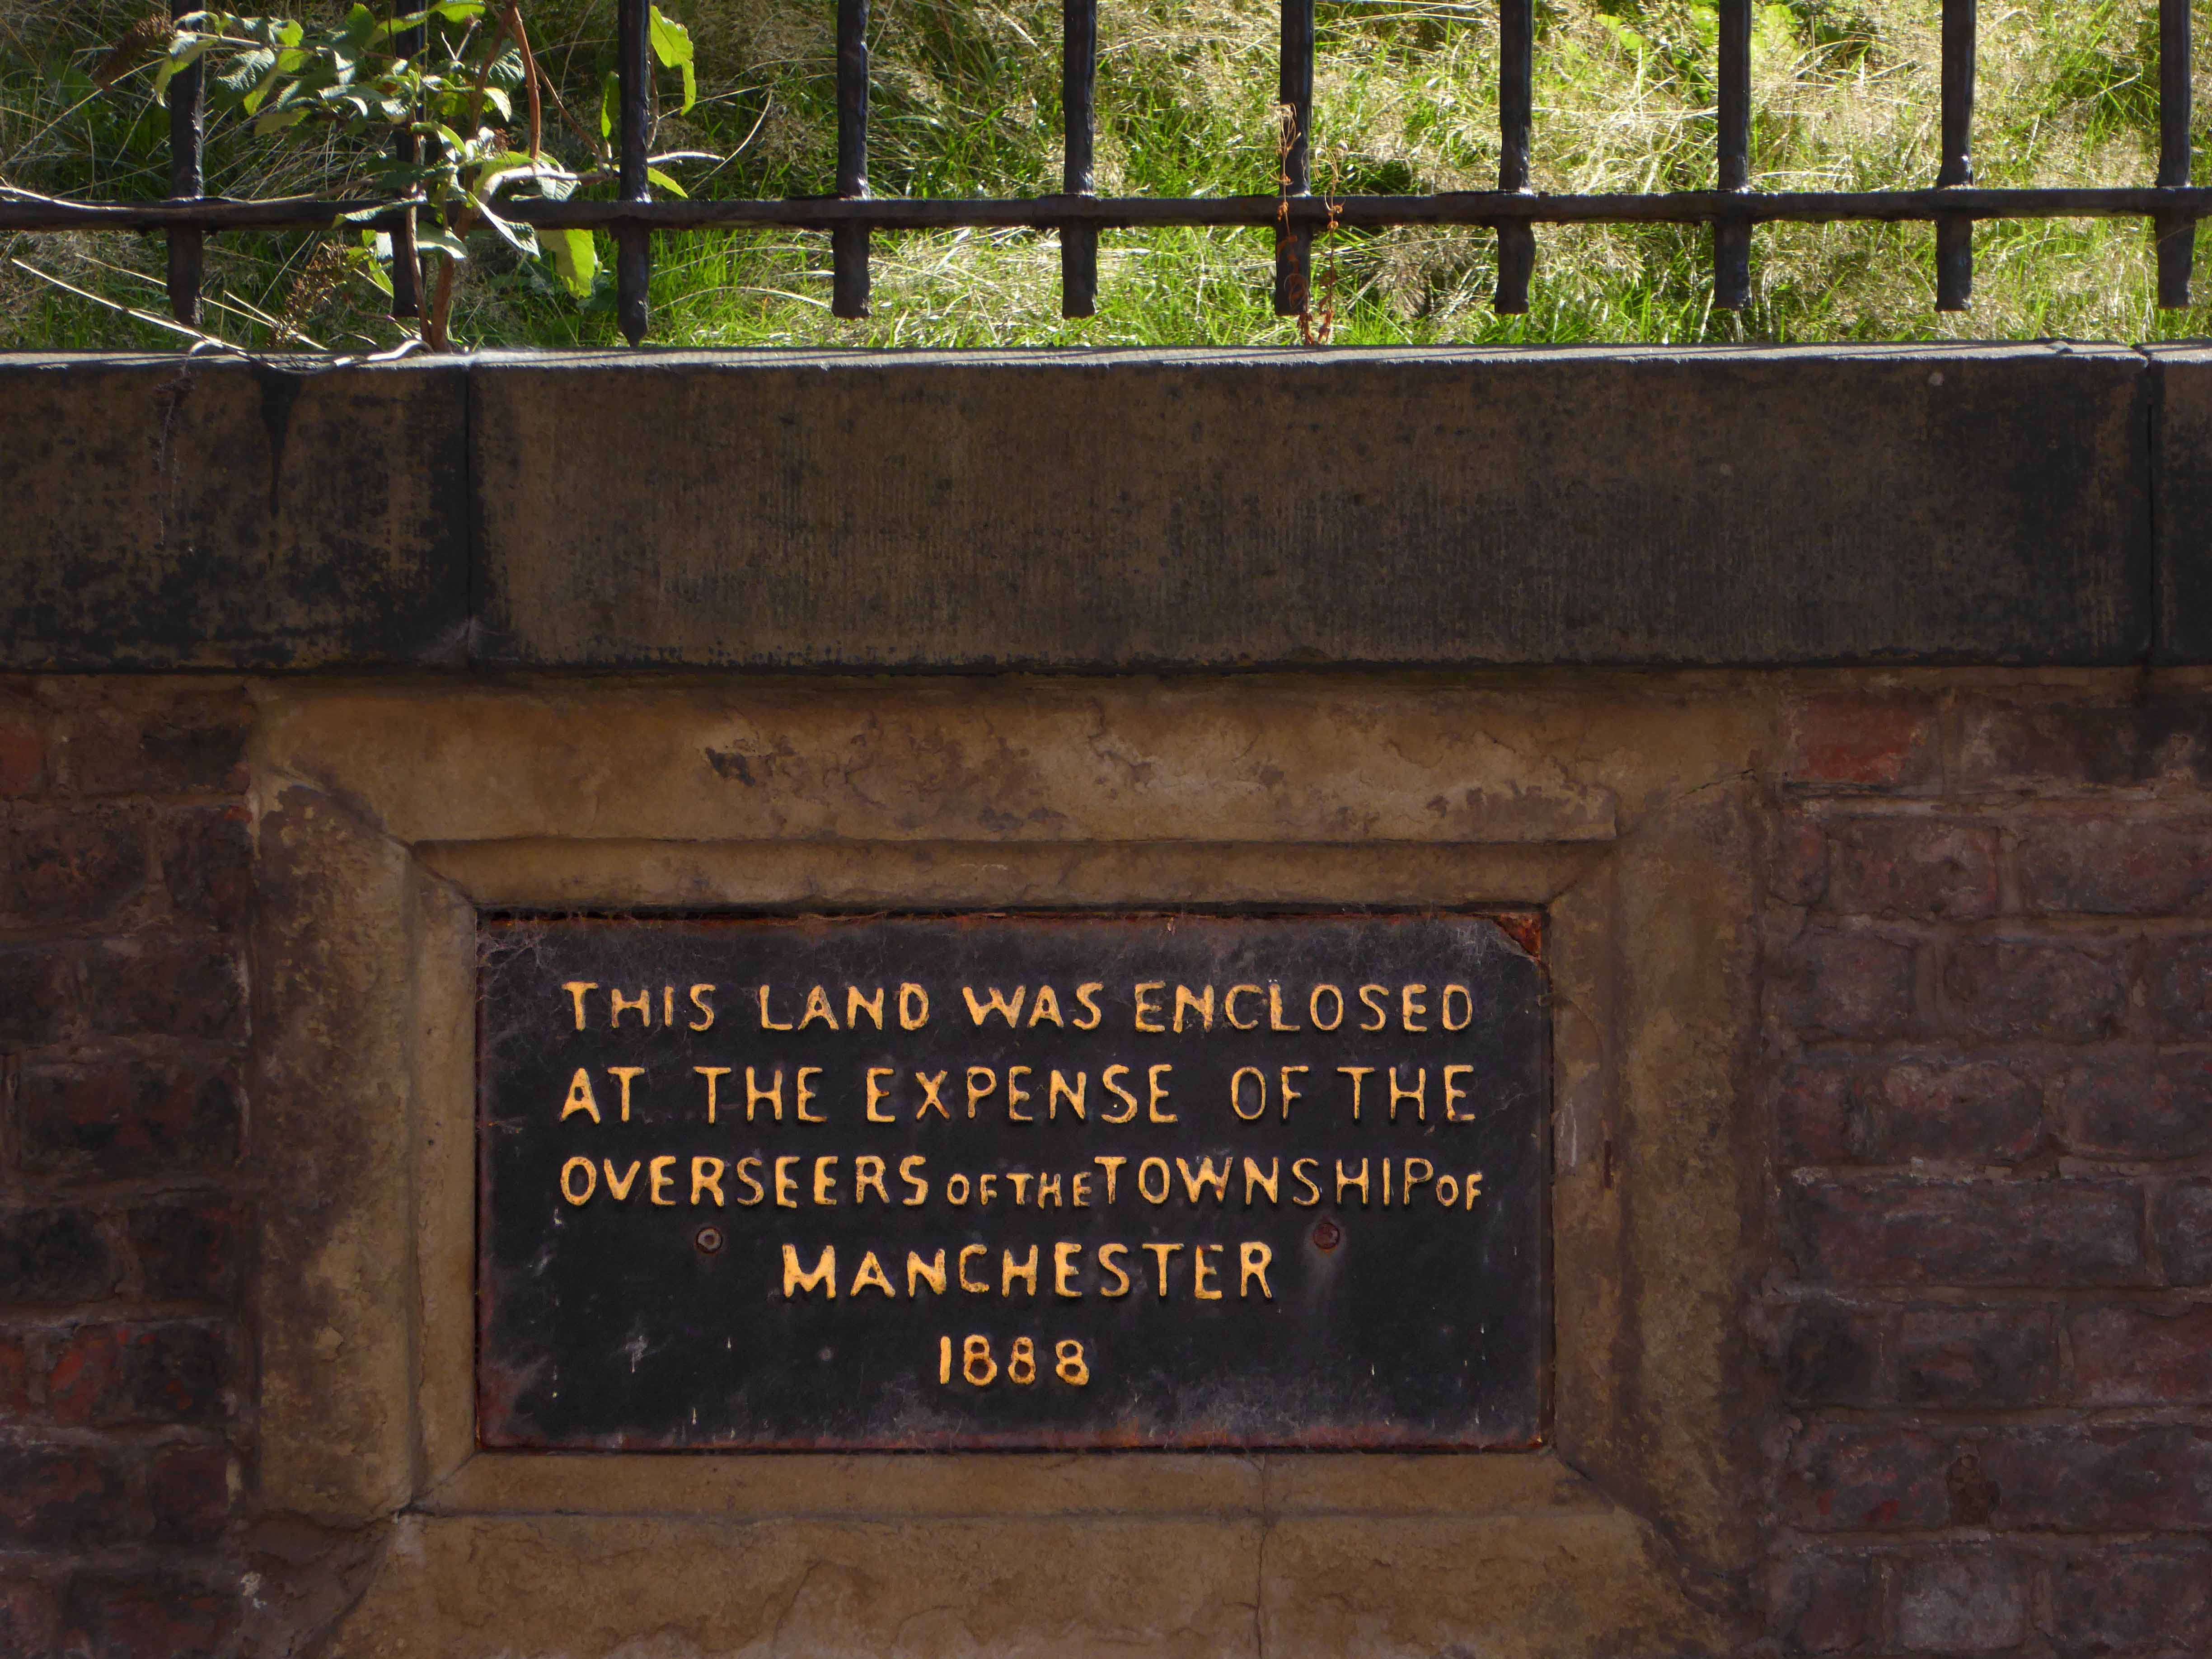 THIS LAND WAS ENCLOSED
AT THE EXPENSE OF THE
OVERSEERS OF THE TOWNSHIP OF
MANCHESTER
1888